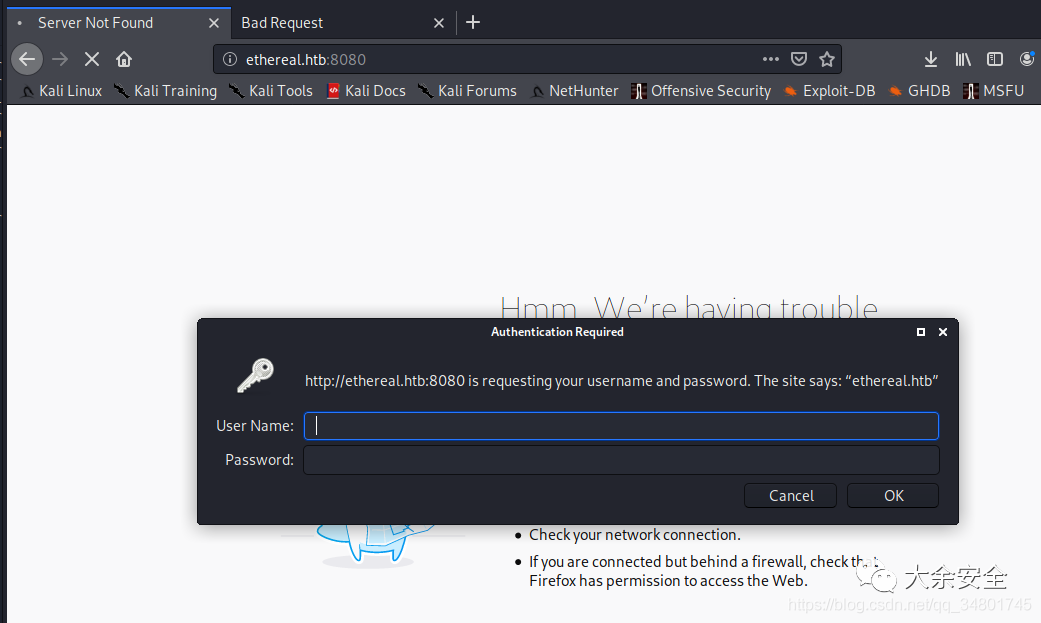 Server Not Found
Bad Request
ethereal.htb:8080
Kali Linux Kali Training Kali Tools Kali Docs Kali Forums NetHunter Offensive Security Exploit-DB GHDB MSFU
Hmm. We're having trouble
Authentication Required
http://ethereal.htb:8080 is requesting your username and password. The site says: “ethereal.htb”
User Name:
Password:
Cancel OK
Check your network connection.
If you are connected but behind a firewall, check that
Firefox has permission to access the Web.
大余安全
https://blog.csdn.net/qq_34801745